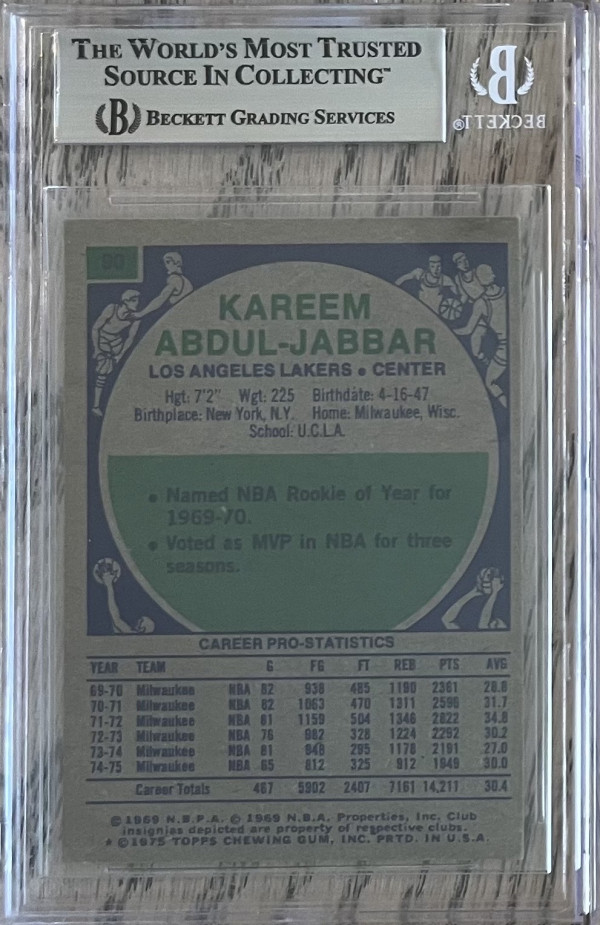 THE WORLD'S MOST TRUSTED
SOURCE IN COLLECTING™
B BECKETT GRADING SERVICES
B
BECKETT®
90
KAREEM
ABDUL-JABBAR
LOS ANGELES LAKERS • CENTER
Hgt: 7'2" Wgt: 225 Birthdate: 4-16-47
Birthplace: New York, N.Y. Home: Milwaukee, Wisc.
School: U.C.L.A.
• Named NBA Rookie of Year for
1969-70.
• Voted as MVP in NBA for three
seasons.
CAREER PRO-STATISTICS
YEAR TEAM G FG FT REB PTS AVG
69-70 Milwaukee NBA 82 938 485 1190 2361 28.8
70-71 Milwaukee NBA 82 1063 470 1311 2596 31.7
71-72 Milwaukee NBA 81 1159 504 1346 2822 34.8
72-73 Milwaukee NBA 76 982 328 1224 2292 30.2
73-74 Milwaukee NBA 81 948 295 1178 2191 27.0
74-75 Milwaukee NBA 65 812 325 912 1949 30.0
Career Totals 467 5902 2407 7161 14,211 30.4
©1969 N.B.P.A. © 1969 N.B.A. Properties, Inc. Club
insignias depicted are property of respective clubs.
* ©1975 TOPPS CHEWING GUM, INC. PRTD. IN U.S.A.